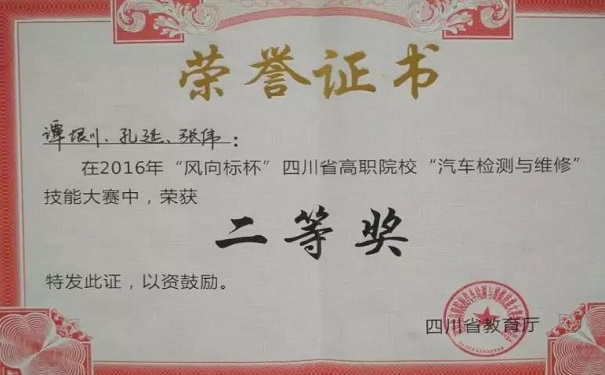 荣誉证书
谭堰川、孔延、张伟：
在2016年“风向标杯”四川省高职院校“汽车检测与维修”
技能大赛中，荣获
二等奖
特发此证，以资鼓励。
四川省教育厅